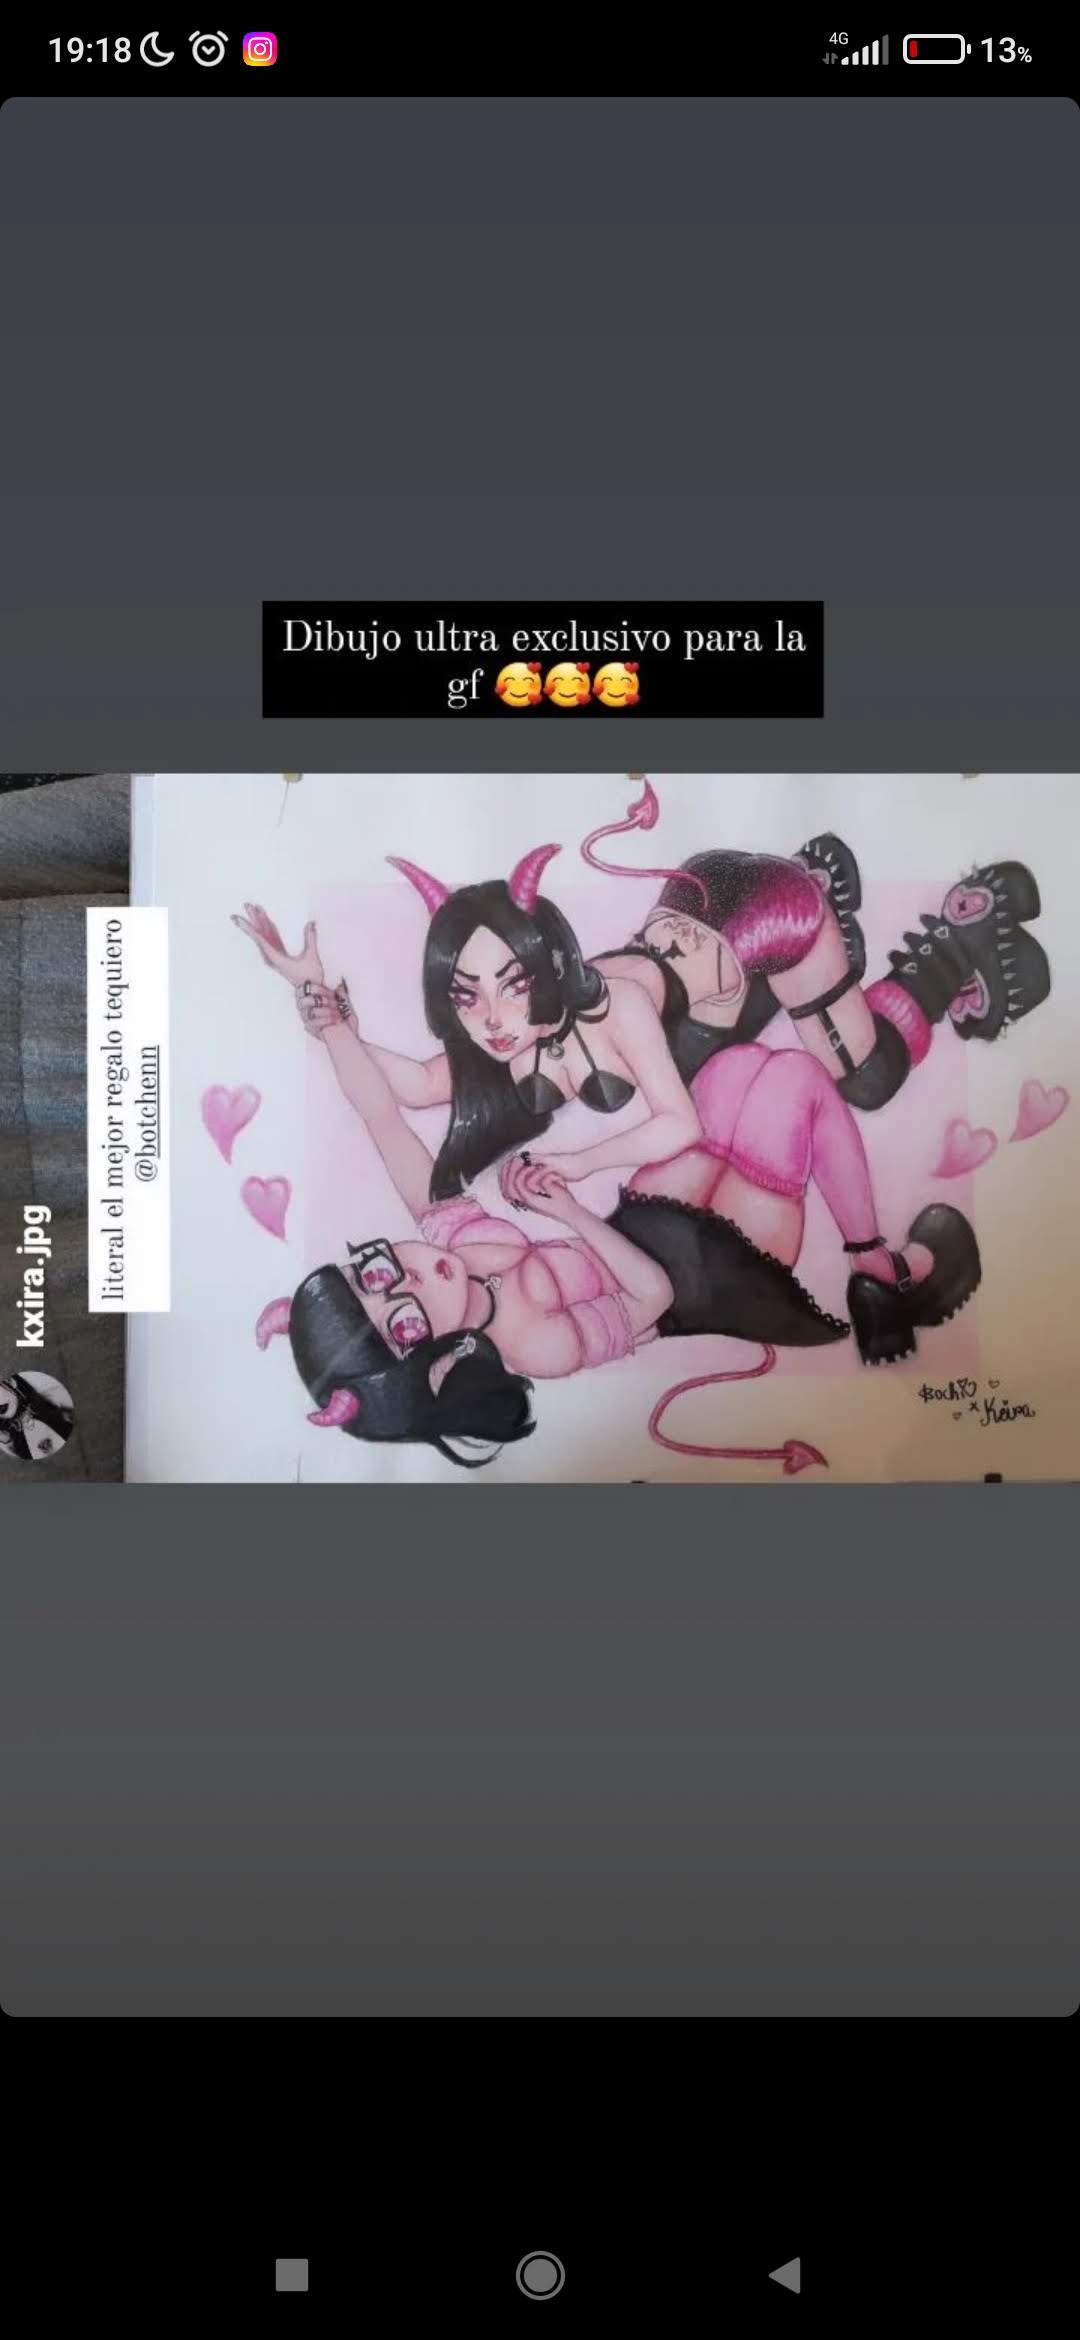 19:18
4G
13%
Dibujo ultra exclusivo para la
gf 🥰🥰🥰
kxira.jpg
literal el mejor regalo tequiero
@botchenn
Bochi
x Keira